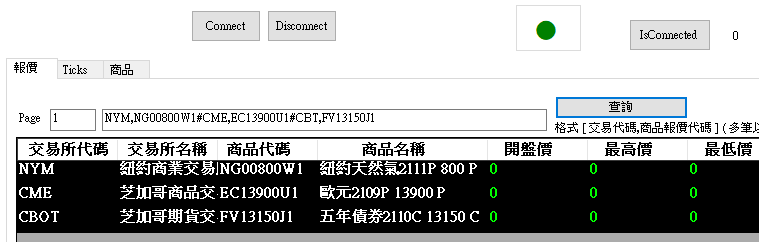 Connect Disconnect IsConnected 0
報價 Ticks 商品
Page 1 NYM,NG00800W1#CME,EC13900U1#CBT,FV13150J1 查詢
格式 [ 交易代碼,商品報價代碼 ] ( 多筆以
交易所代碼 交易所名稱 商品代碼 商品名稱 開盤價 最高價 最低價
NYM 紐約商業交易 NG00800W1 紐約天然氣2111P 800 P 0 0 0
CME 芝加哥商品交 EC13900U1 歐元2109P 13900 P 0 0 0
CBOT 芝加哥期貨交 FV13150J1 五年債券2110C 13150 C 0 0 0